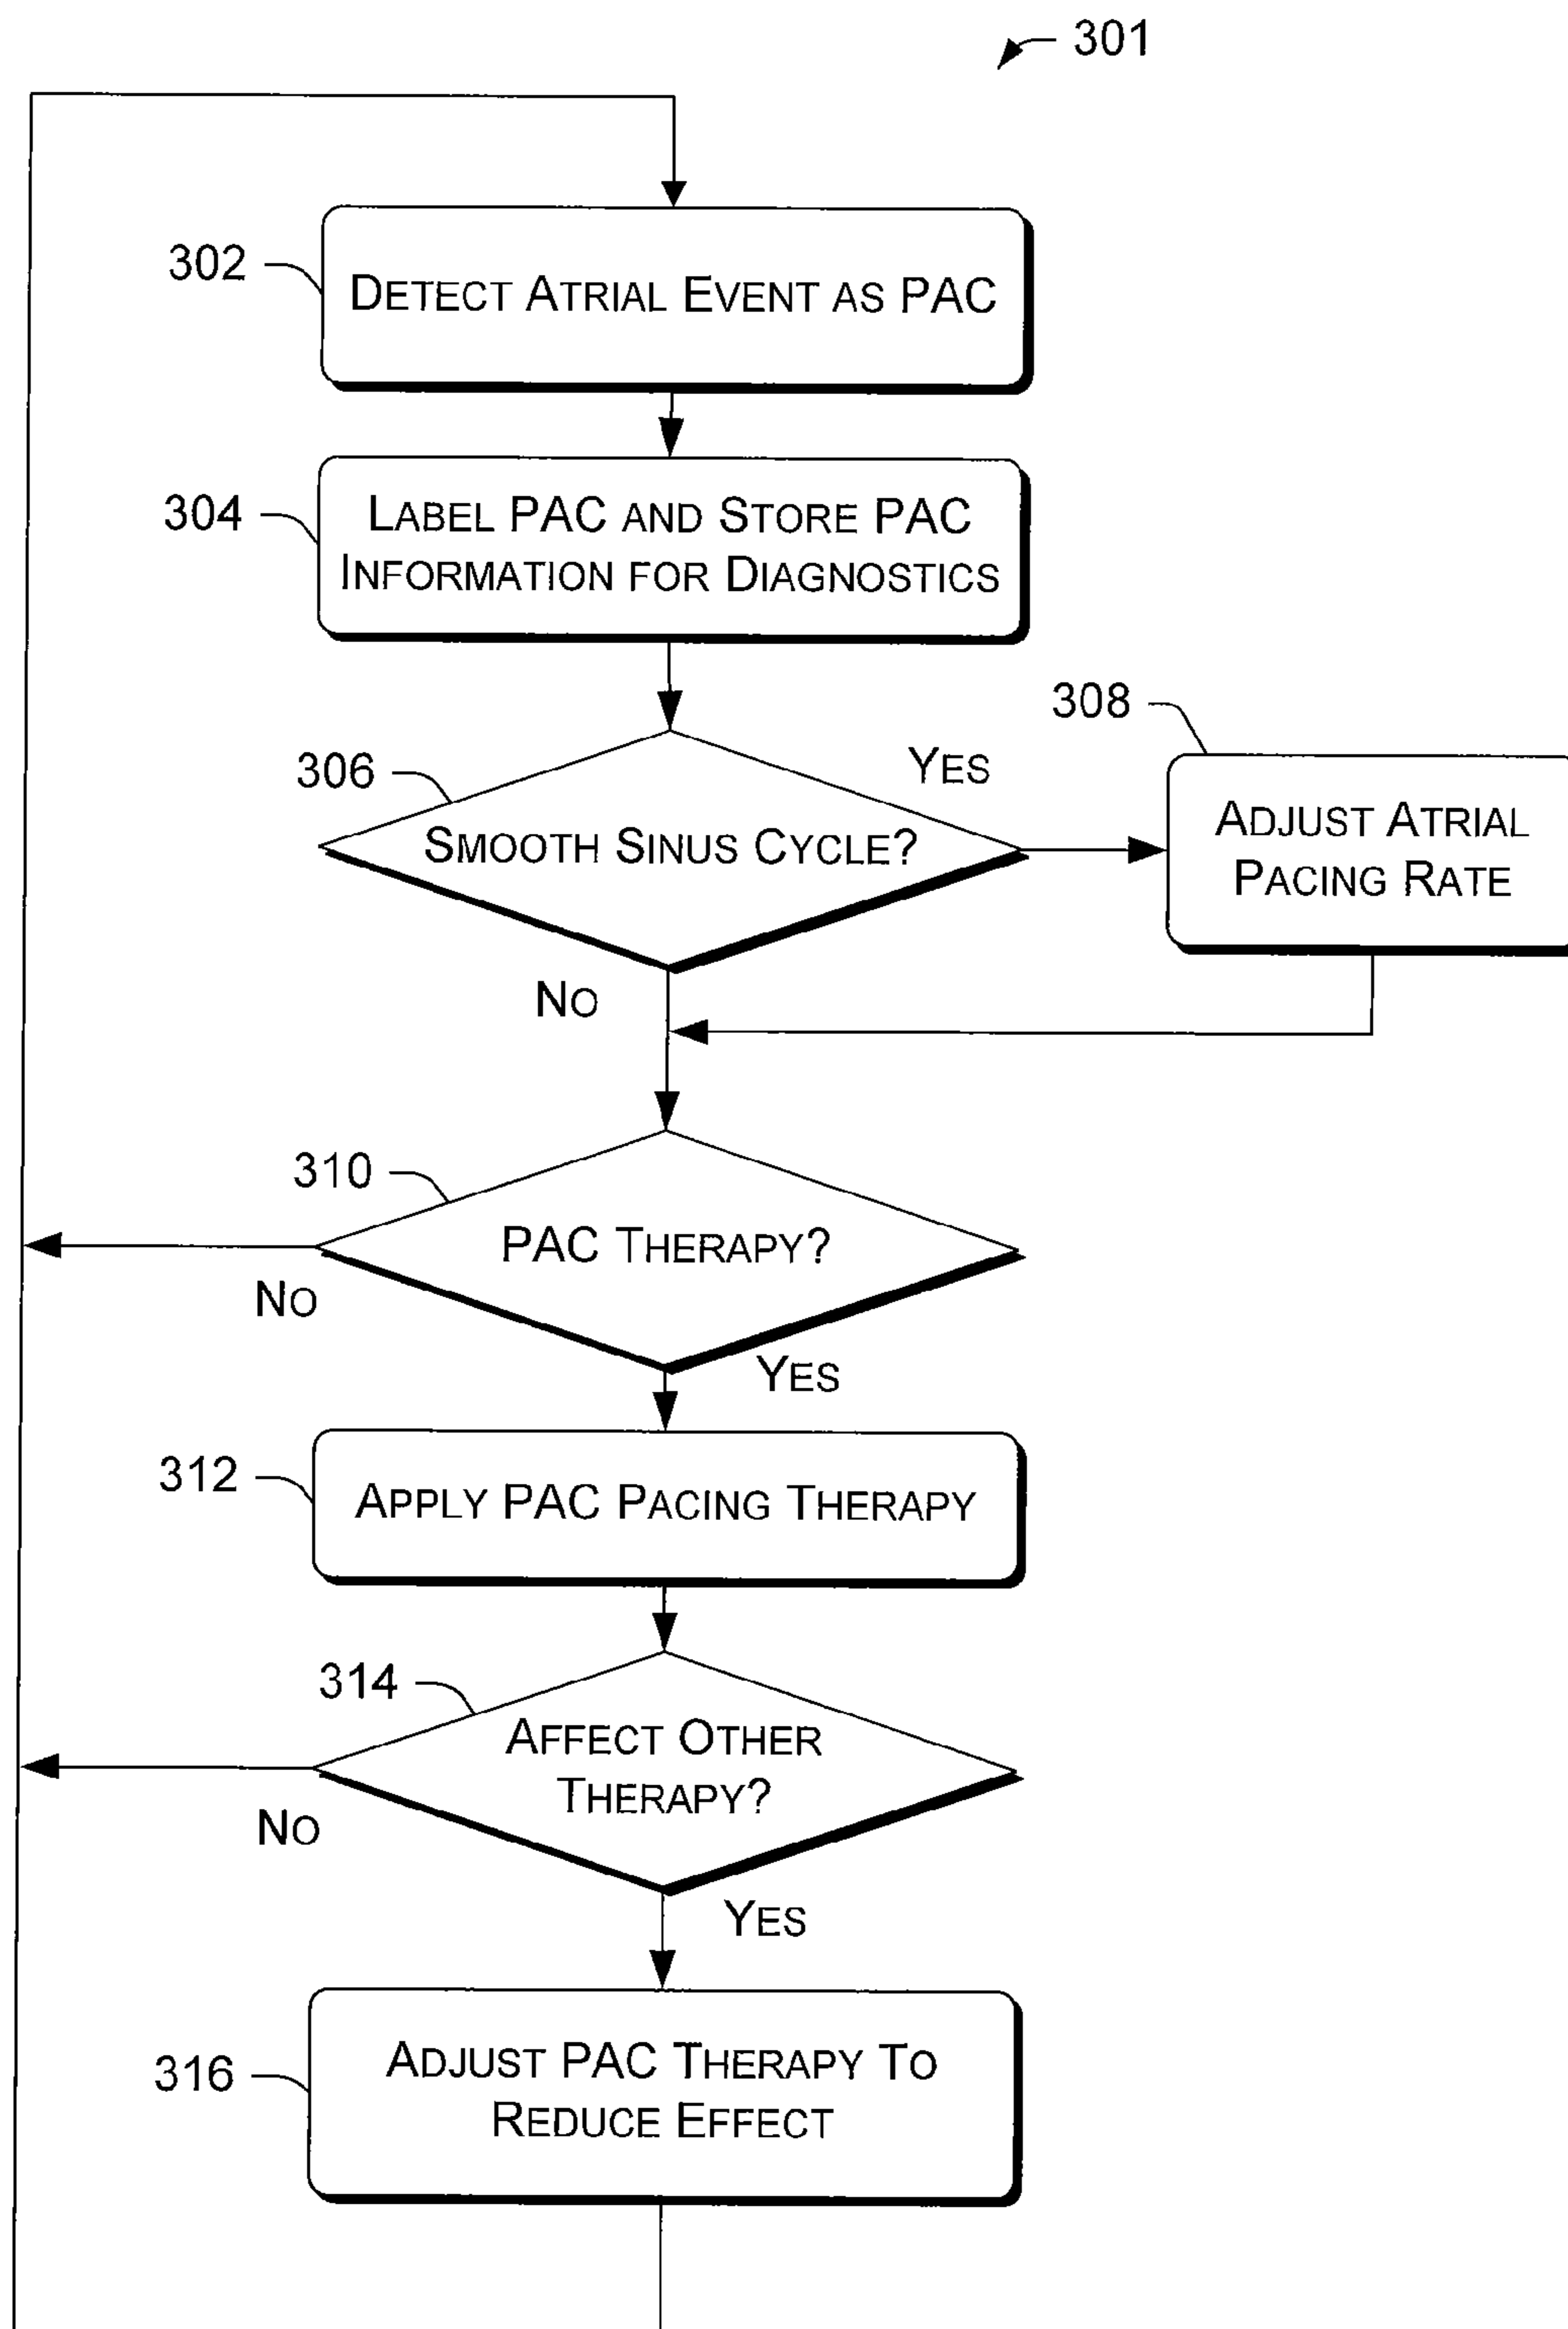 301
302
DETECT ATRIAL EVENT AS PAC
304
LABEL PAC AND STORE PAC
INFORMATION FOR DIAGNOSTICS
306
SMOOTH SINUS CYCLE?
YES
308
ADJUST ATRIAL
PACING RATE
NO
310
PAC THERAPY?
NO
YES
312
APPLY PAC PACING THERAPY
314
AFFECT OTHER
THERAPY?
NO
YES
316
ADJUST PAC THERAPY TO
REDUCE EFFECT